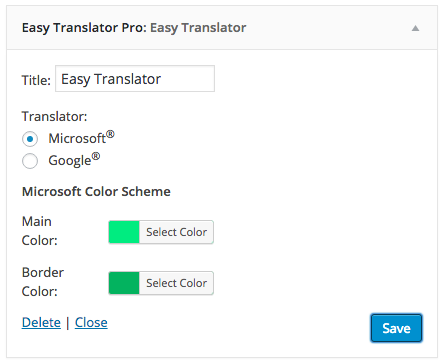 Easy Translator Pro: Easy Translator
Title: Easy Translator
Translator:
Microsoft®
Google®
Microsoft Color Scheme
Main
Color:
Select Color
Border
Color:
Select Color
Delete | Close
Save